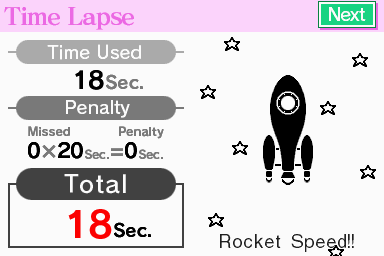 Time Lapse
Next
Time Used
18Sec.
Penalty
Missed Penalty
0×20Sec.=0Sec.
Total
18Sec.
Rocket Speed!!